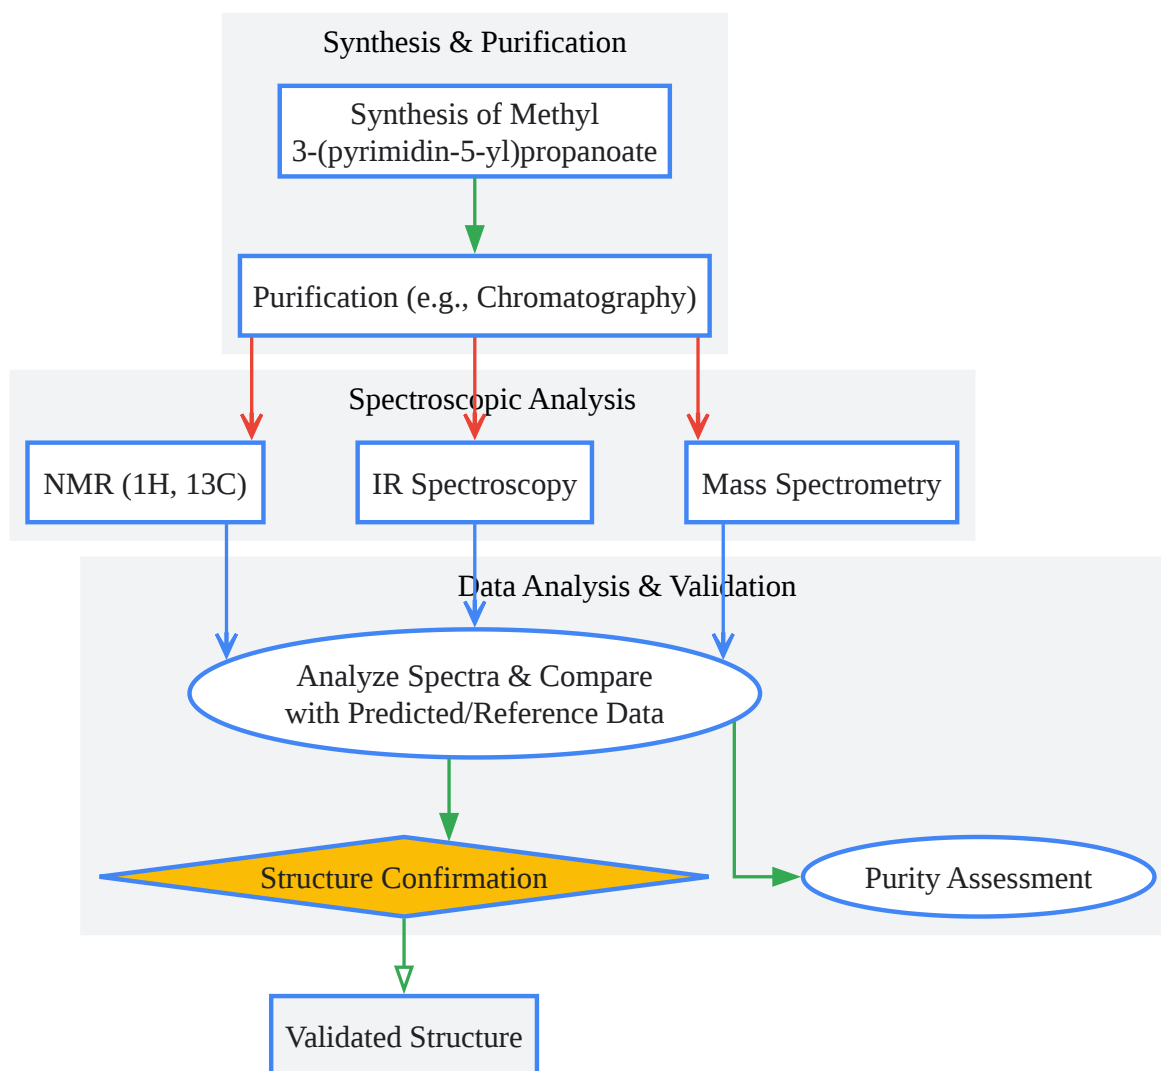 Synthesis & Purification
Synthesis of Methyl
3-(pyrimidin-5-yl)propanoate
Purification (e.g., Chromatography)
Spectroscopic Analysis
NMR (1H, 13C)
IR Spectroscopy
Mass Spectrometry
Data Analysis & Validation
Analyze Spectra & Compare
with Predicted/Reference Data
Structure Confirmation
Purity Assessment
Validated Structure